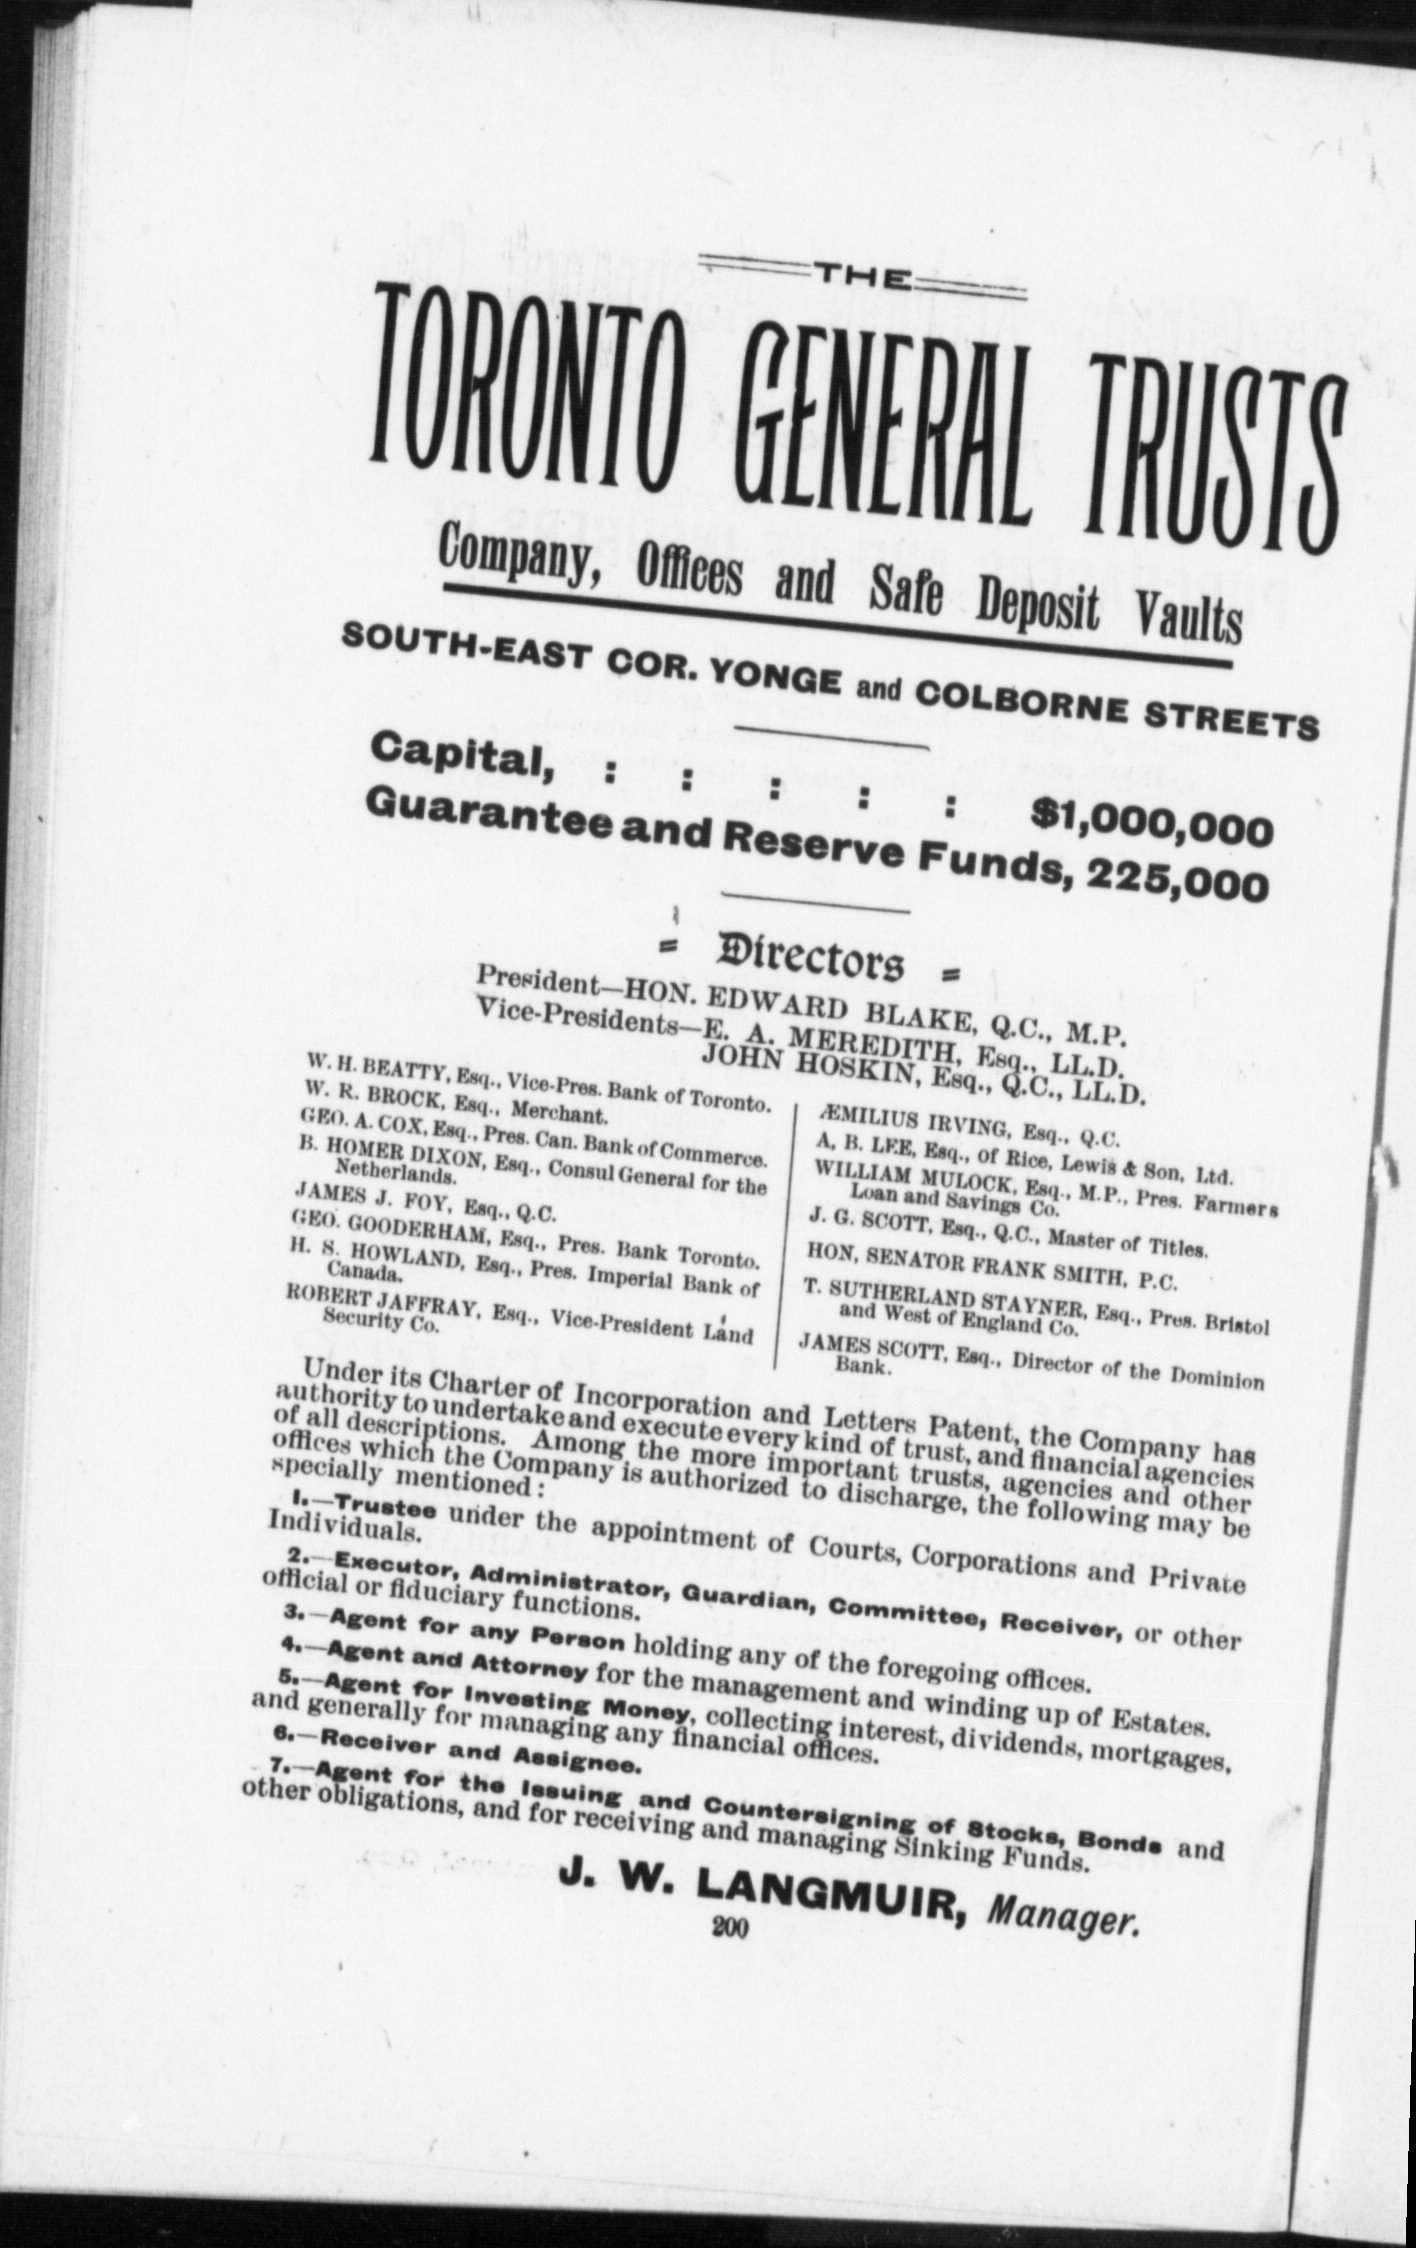 THE
TORONTO GENERAL TRUSTS
Company, Offices and Safe Deposit Vaults
SOUTH-EAST COR. YONGE and COLBORNE STREETS
Capital, : : : : : $1,000,000
Guarantee and Reserve Funds, 225,000
= Directors =
President—HON. EDWARD BLAKE, Q.C., M.P.
Vice-Presidents—E. A. MEREDITH, Esq., LL.D.
JOHN HOSKIN, Esq., Q.C., LL.D.
W. H. BEATTY, Esq., Vice-Pres. Bank of Toronto.
W. R. BROCK, Esq., Merchant.
GEO. A. COX, Esq., Pres. Can. Bank of Commerce.
B. HOMER DIXON, Esq., Consul General for the
Netherlands.
JAMES J. FOY, Esq., Q.C.
GEO. GOODERHAM, Esq., Pres. Bank Toronto.
H. S. HOWLAND, Esq., Pres. Imperial Bank of
Canada.
ROBERT JAFFRAY, Esq., Vice-President Land
Security Co.
ÆMILIUS IRVING, Esq., Q.C.
A, B. LEE, Esq., of Rice, Lewis & Son, Ltd.
WILLIAM MULOCK, Esq., M.P., Pres. Farmers
Loan and Savings Co.
J. G. SCOTT, Esq., Q.C., Master of Titles.
HON, SENATOR FRANK SMITH, P.C.
T. SUTHERLAND STAYNER, Esq., Pres. Bristol
and West of England Co.
JAMES SCOTT, Esq., Director of the Dominion
Bank.
Under its Charter of Incorporation and Letters Patent, the Company has
authority to undertake and execute every kind of trust, and financial agencies
of all descriptions. Among the more important trusts, agencies and other
offices which the Company is authorized to discharge, the following may be
specially mentioned:
1.—Trustee under the appointment of Courts, Corporations and Private
Individuals.
2.—Executor, Administrator, Guardian, Committee, Receiver, or other
official or fiduciary functions.
3.—Agent for any Person holding any of the foregoing offices.
4.—Agent and Attorney for the management and winding up of Estates.
5.—Agent for Investing Money, collecting interest, dividends, mortgages,
and generally for managing any financial offices.
6.—Receiver and Assignee.
7.—Agent for the Issuing and Countersigning of Stocks, Bonds and
other obligations, and for receiving and managing Sinking Funds.
J. W. LANGMUIR, Manager.
200